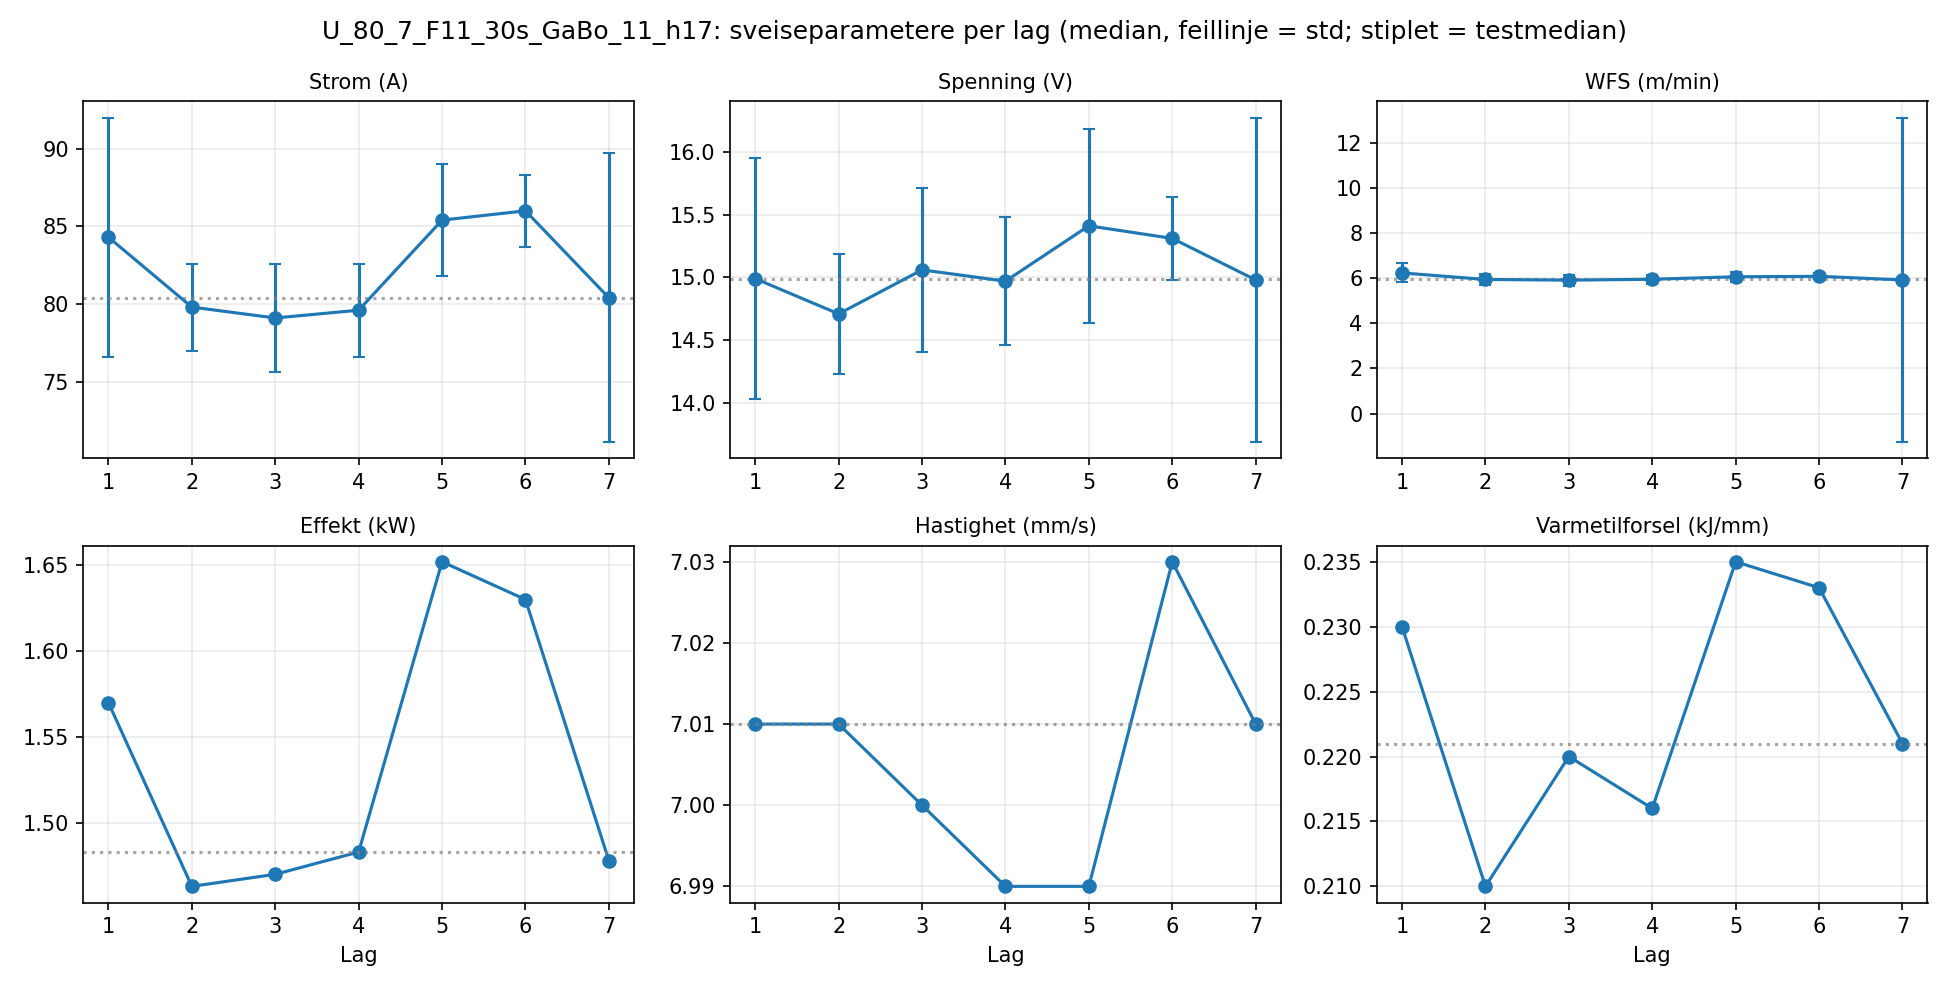 U_80_7_F11_30s_GaBo_11_h17: sveiseparametere per lag (median, feillinje = std; stiplet = testmedian)
Strom (A)
90
85
80
75
1 2 3 4 5 6 7
Spenning (V)
16.0
15.5
15.0
14.5
14.0
1 2 3 4 5 6 7
WFS (m/min)
12
10
8
6
4
2
0
1 2 3 4 5 6 7
Effekt (kW)
1.65
1.60
1.55
1.50
1 2 3 4 5 6 7
Lag
Hastighet (mm/s)
7.03
7.02
7.01
7.00
6.99
1 2 3 4 5 6 7
Lag
Varmetilforsel (kJ/mm)
0.235
0.230
0.225
0.220
0.215
0.210
1 2 3 4 5 6 7
Lag